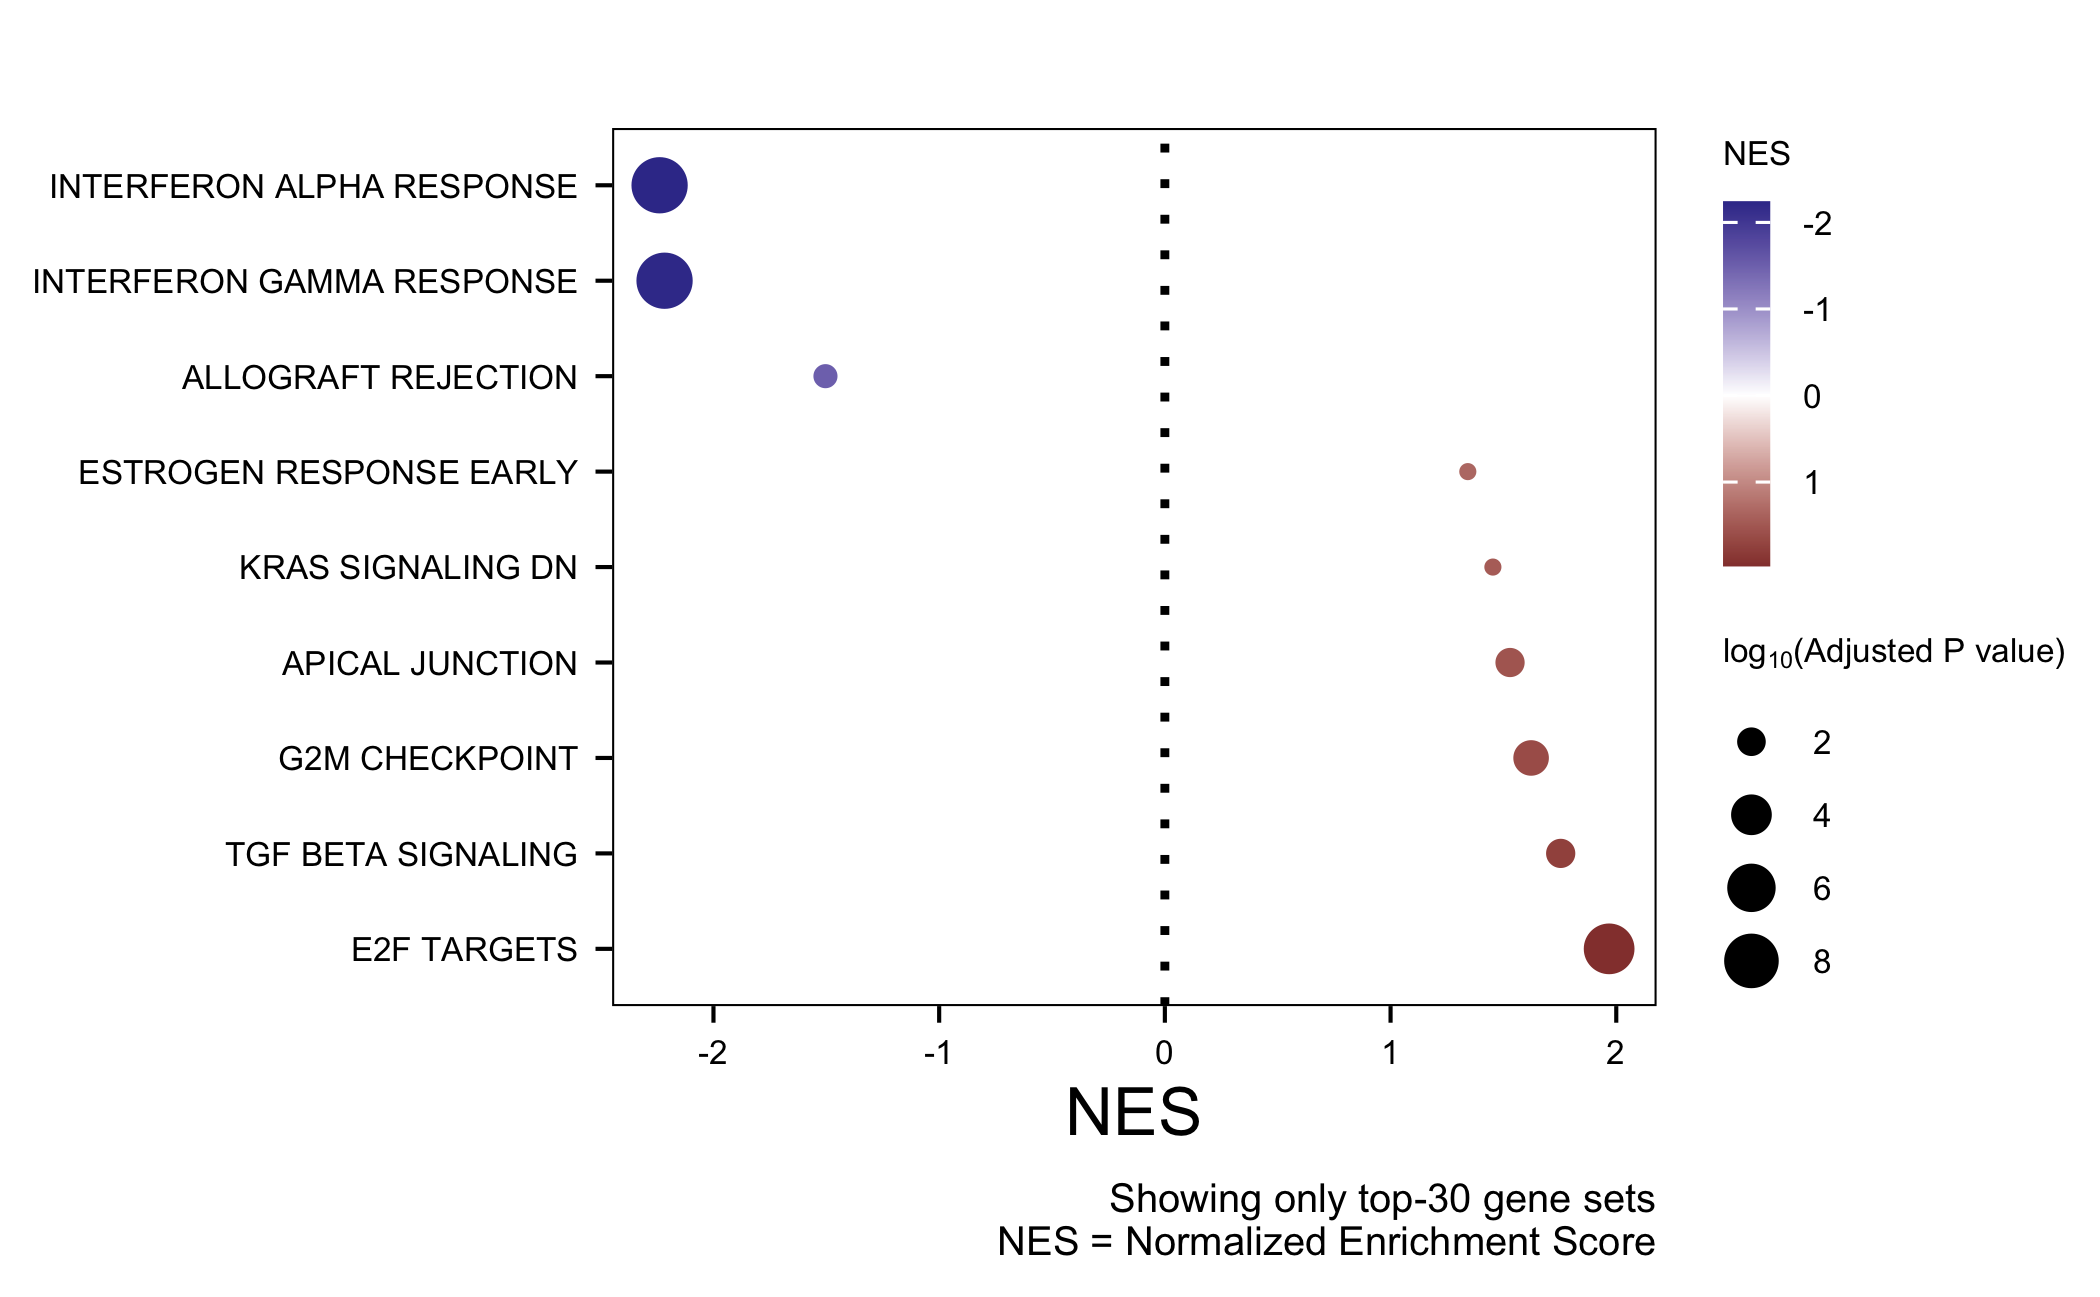 INTERFERON ALPHA RESPONSE
INTERFERON GAMMA RESPONSE
ALLOGRAFT REJECTION
ESTROGEN RESPONSE EARLY
KRAS SIGNALING DN
APICAL JUNCTION
G2M CHECKPOINT
TGF BETA SIGNALING
E2F TARGETS
-2 -1 0 1 2
NES
Showing only top-30 gene sets
NES = Normalized Enrichment Score
NES
-2
-1
0
1
log₁₀(Adjusted P value)
2
4
6
8